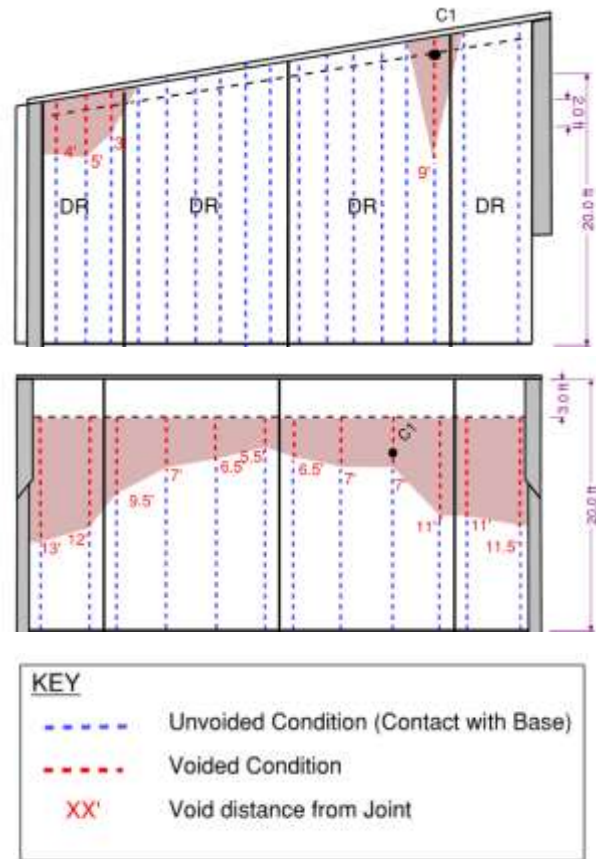 C1
4'
5'
3'
9'
DR
DR
DR
DR
2.0 ft
20.0 ft
C1
3.0 ft
13'
12'
9.5'
7'
6.5'
5.5'
6.5'
7'
7'
11'
11'
11.5'
20.0 ft
KEY
Unvoided Condition (Contact with Base)
Voided Condition
XX' Void distance from Joint